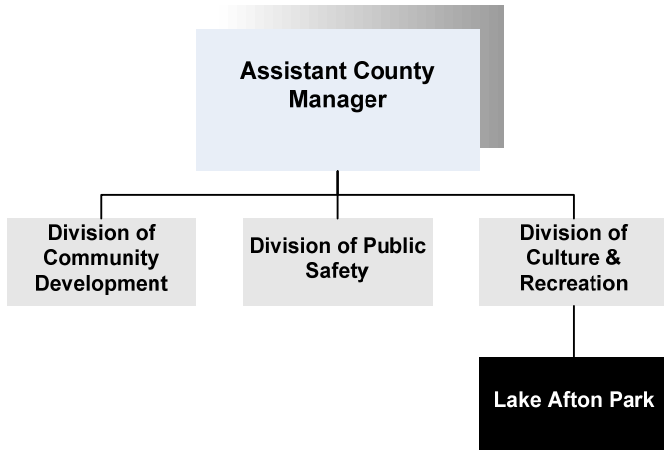 Assistant County
Manager
Division of
Community
Development
Division of Public
Safety
Division of
Culture &
Recreation
Lake Afton Park